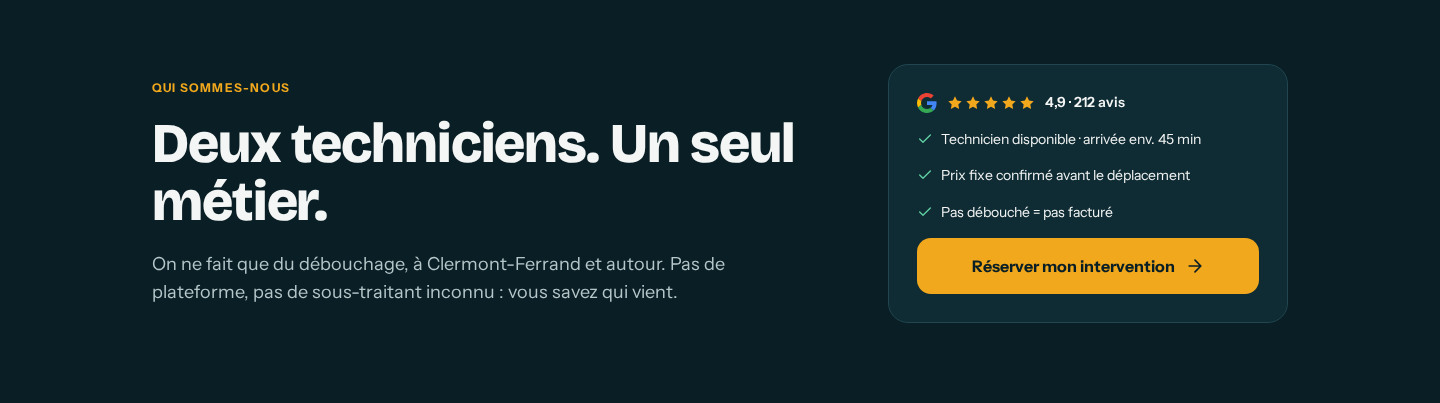 QUI SOMMES-NOUS
Deux techniciens. Un seul
métier.
On ne fait que du débouchage, à Clermont-Ferrand et autour. Pas de
plateforme, pas de sous-traitant inconnu : vous savez qui vient.
4,9 · 212 avis
Technicien disponible · arrivée env. 45 min
Prix fixe confirmé avant le déplacement
Pas débouché = pas facturé
Réserver mon intervention →